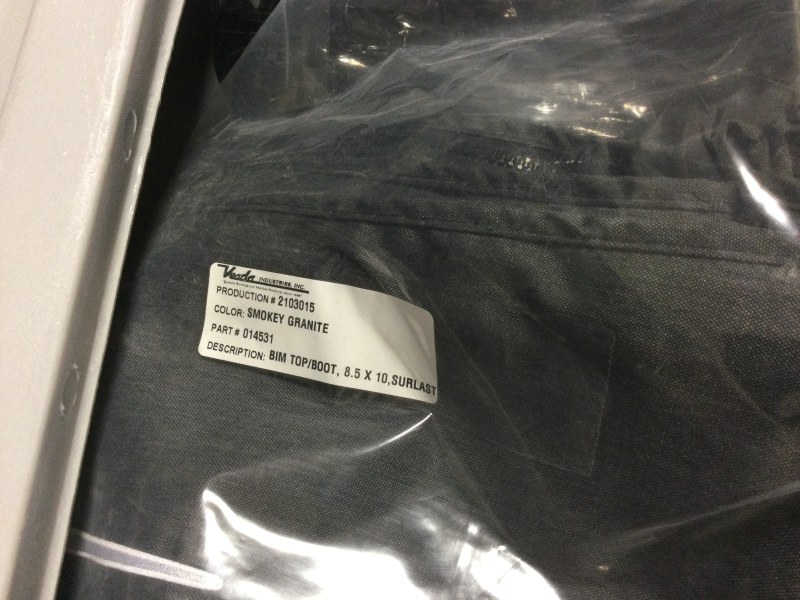 Veada INDUSTRIES, INC.
PRODUCTION # 2103015
COLOR: SMOKEY GRANITE
PART # 014531
DESCRIPTION: BIM TOP/BOOT, 8.5 X 10,SURLAST